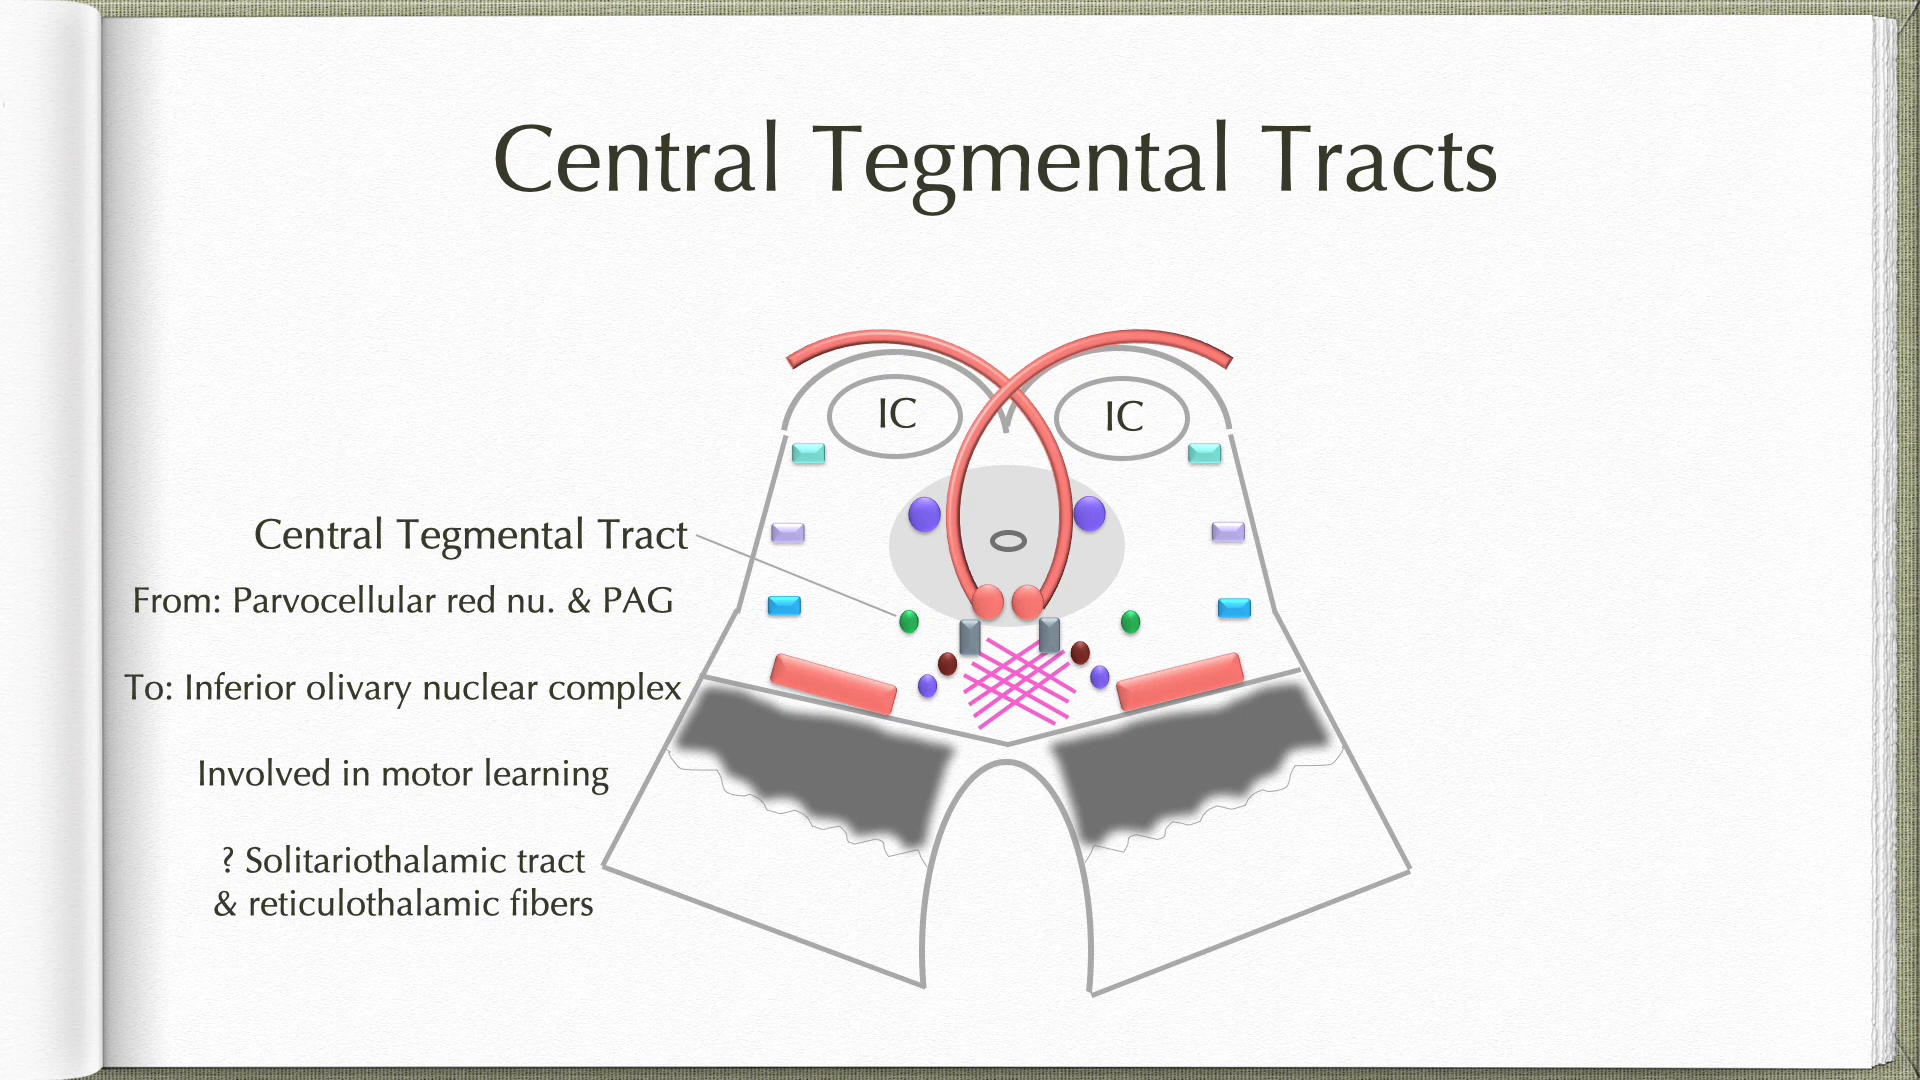 Central Tegmental Tracts
IC
IC
Central Tegmental Tract
From: Parvocellular red nu. & PAG
To: Inferior olivary nuclear complex
Involved in motor learning
? Solitariothalamic tract
& reticulothalamic fibers